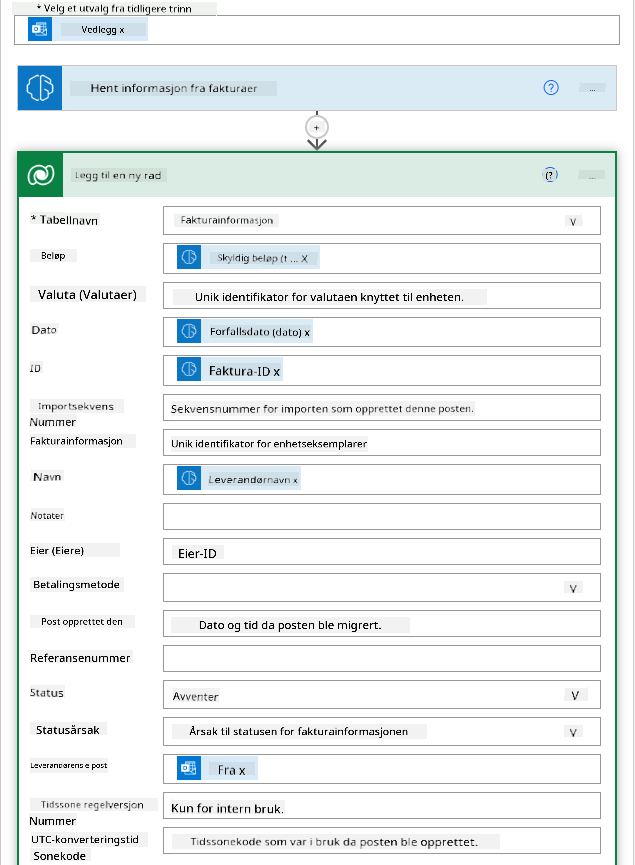 * Velg et utvalg fra tidligere trinn
Vedlegg x
Hent informasjon fra fakturaer
?
...
+
Legg til en ny rad
(?
...
* Tabellnavn
Fakturainformasjon
V
Beløp
Skyldig beløp (t ... X
Valuta (Valutaer)
Unik identifikator for valutaen knyttet til enheten.
Dato
Forfallsdato (dato) x
ID
Faktura-ID x
Importsekvens
Nummer
Sekvensnummer for importen som opprettet denne posten.
Fakturainformasjon
Unik identifikator for enhetseksemplarer
Navn
Leverandørnavn x
Notater
Eier (Eiere)
Eier-ID
Betalingsmetode
V
Post opprettet den
Dato og tid da posten ble migrert.
Referansenummer
Status
Avventer
V
Statusårsak
Årsak til statusen for fakturainformasjonen
V
Leverandørens e post
Fra x
Tidssone regelversjon
Nummer
Kun for intern bruk.
UTC-konverteringstid
Sonekode
Tidssonekode som var i bruk da posten ble opprettet.